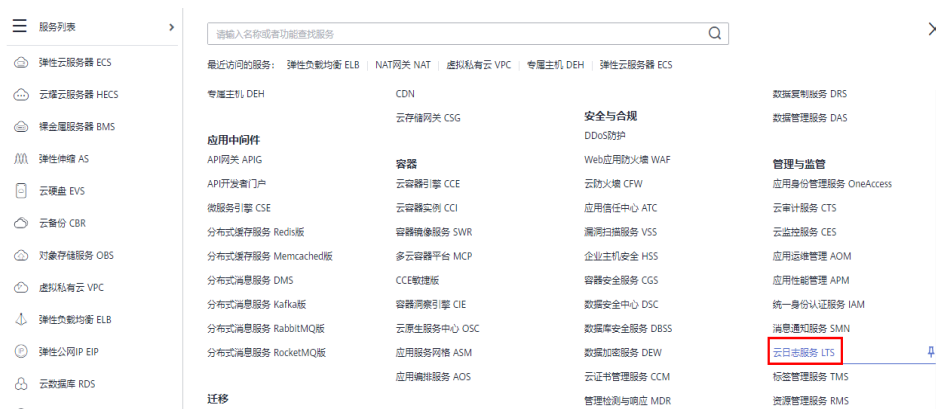 服务列表
弹性云服务器 ECS
云耀云服务器 HECS
裸金属服务器 BMS
弹性伸缩 AS
云硬盘 EVS
云备份 CBR
对象存储服务 OBS
虚拟私有云 VPC
弹性负载均衡 ELB
弹性公网IP EIP
云数据库 RDS
请输入名称或者功能查找服务
最近访问的服务： 弹性负载均衡 ELB | NAT网关 NAT | 虚拟私有云 VPC | 专属主机 DEH | 弹性云服务器 ECS
专属主机 DEH
应用中间件
API网关 APIG
API开发者门户
微服务引擎 CSE
分布式缓存服务 Redis版
分布式缓存服务 Memcached版
分布式消息服务 DMS
分布式消息服务 Kafka版
分布式消息服务 RabbitMQ版
分布式消息服务 RocketMQ版
迁移
CDN
云存储网关 CSG
容器
云容器引擎 CCE
云容器实例 CCI
容器镜像服务 SWR
多云容器平台 MCP
CCE敏捷版
容器洞察引擎 CIE
云原生服务中心 OSC
应用服务网格 ASM
应用编排服务 AOS
安全与合规
DDoS防护
Web应用防火墙 WAF
云防火墙 CFW
应用信任中心 ATC
漏洞扫描服务 VSS
企业主机安全 HSS
容器安全服务 CGS
数据安全中心 DSC
数据库安全服务 DBSS
数据加密服务 DEW
云证书管理服务 CCM
管理检测与响应 MDR
数据复制服务 DRS
数据管理服务 DAS
管理与监管
应用身份管理服务 OneAccess
云审计服务 CTS
云监控服务 CES
应用运维管理 AOM
应用性能管理 APM
统一身份认证服务 IAM
消息通知服务 SMN
云日志服务 LTS
标签管理服务 TMS
资源管理服务 RMS